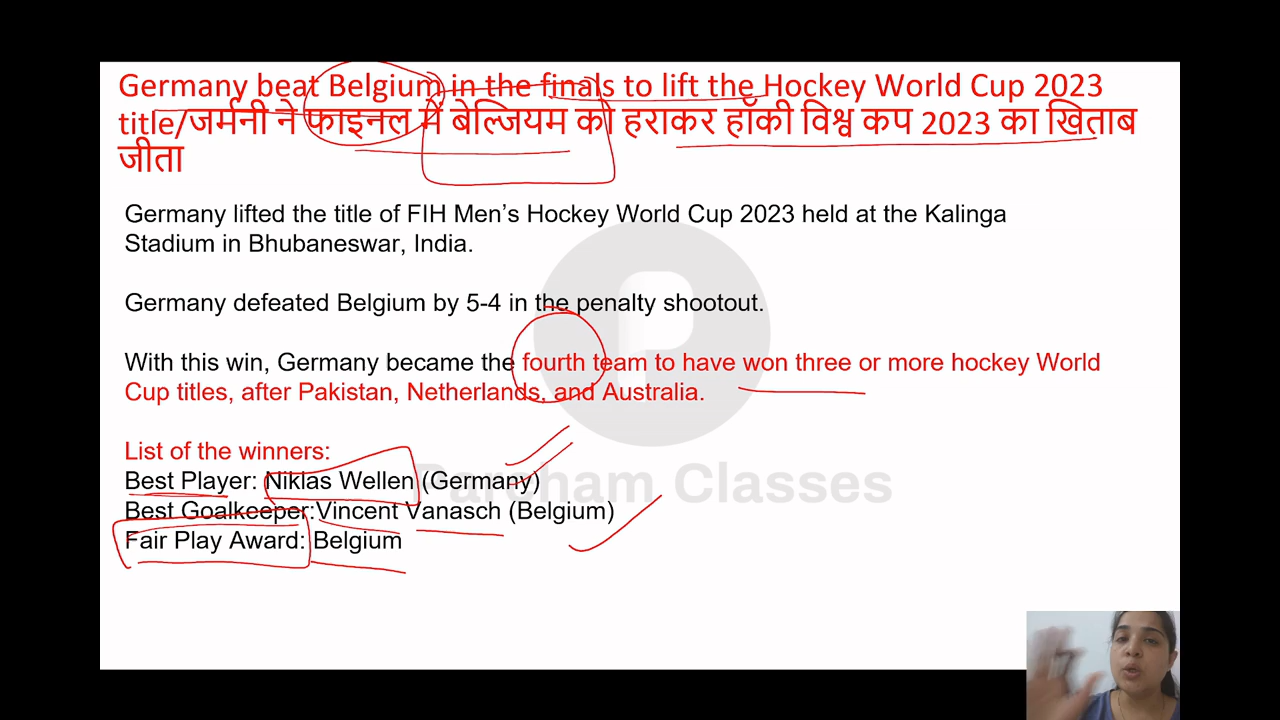 Germany beat Belgium in the finals to lift the Hockey World Cup 2023
title/जर्मनी ने फाइनल में बेल्जियम को हराकर हॉकी विश्व कप 2023 का खिताब
जीता
Germany lifted the title of FIH Men’s Hockey World Cup 2023 held at the Kalinga
Stadium in Bhubaneswar, India.
Germany defeated Belgium by 5-4 in the penalty shootout.
With this win, Germany became the fourth team to have won three or more hockey World
Cup titles, after Pakistan, Netherlands, and Australia.
List of the winners:
Best Player: Niklas Wellen (Germany)
Best Goalkeeper:Vincent Vanasch (Belgium)
Fair Play Award: Belgium
Parcham Classes